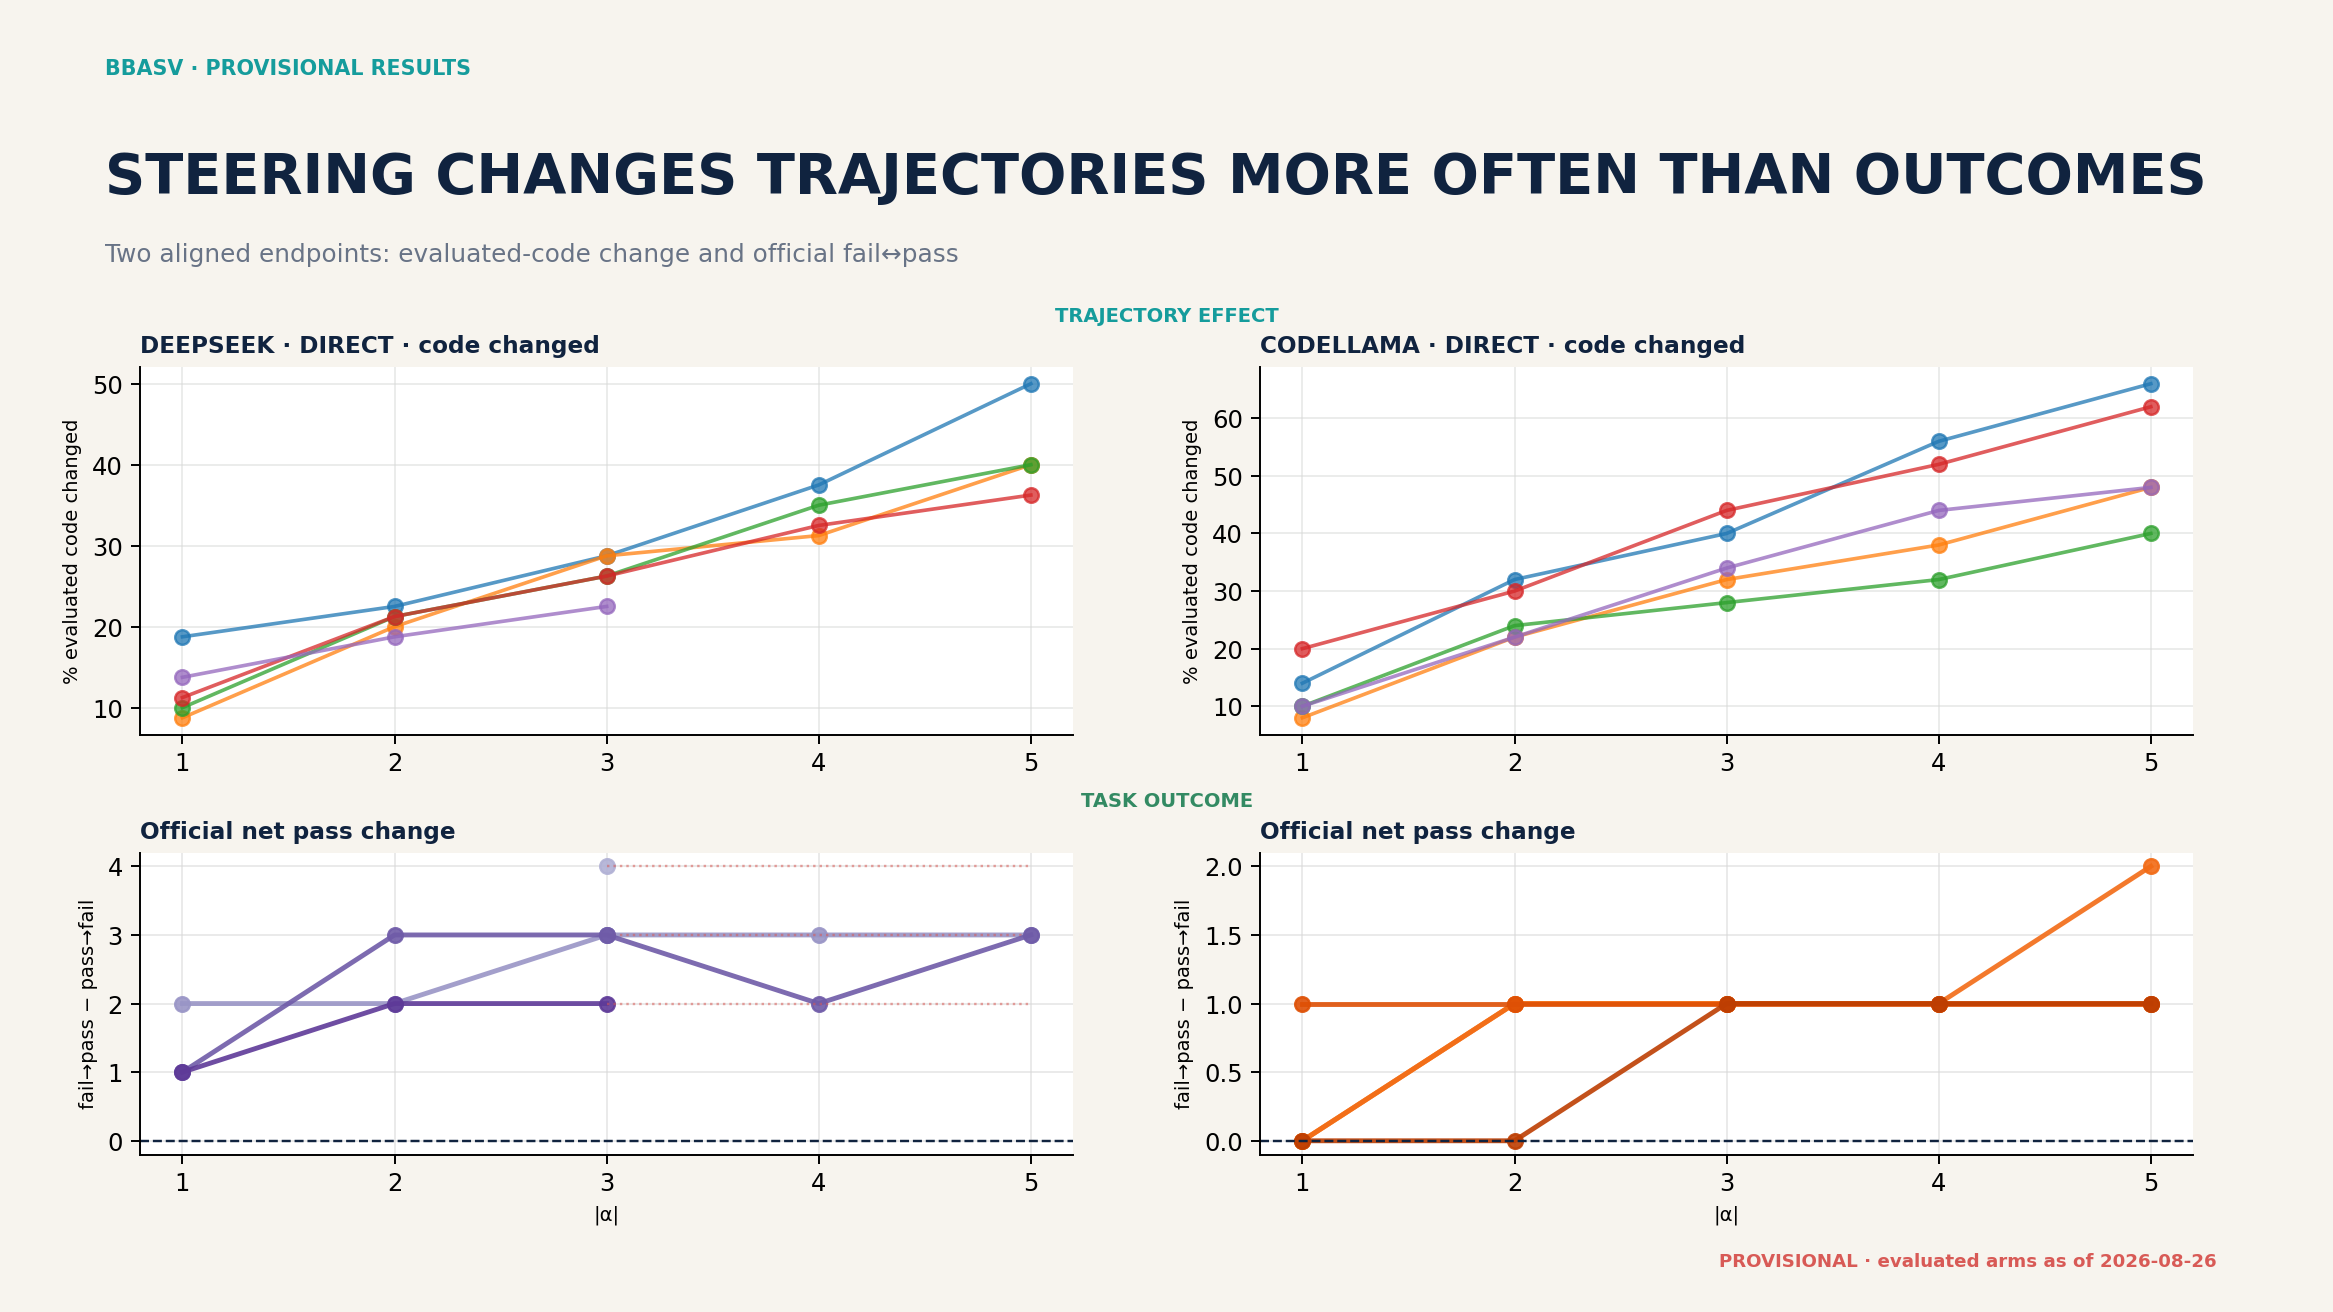 BBASV · PROVISIONAL RESULTS
STEERING CHANGES TRAJECTORIES MORE OFTEN THAN OUTCOMES
Two aligned endpoints: evaluated-code change and official fail↔pass
TRAJECTORY EFFECT
DEEPSEEK · DIRECT · code changed
% evaluated code changed
50
40
30
20
10
1 2 3 4 5
CODELLAMA · DIRECT · code changed
% evaluated code changed
60
50
40
30
20
10
1 2 3 4 5
TASK OUTCOME
Official net pass change
fail→pass − pass→fail
4
3
2
1
0
1 2 3 4 5
|α|
Official net pass change
fail→pass − pass→fail
2.0
1.5
1.0
0.5
0.0
1 2 3 4 5
|α|
PROVISIONAL · evaluated arms as of 2026-08-26